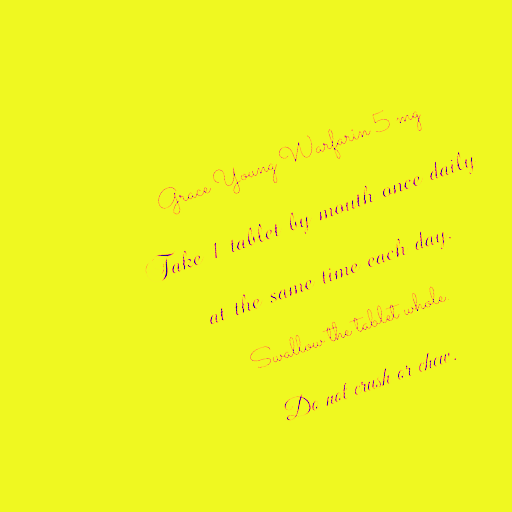 Grace Young Warfarin 5 mg
Take 1 tablet by mouth once daily
at the same time each day.
Swallow the tablet whole.
Do not crush or chew.